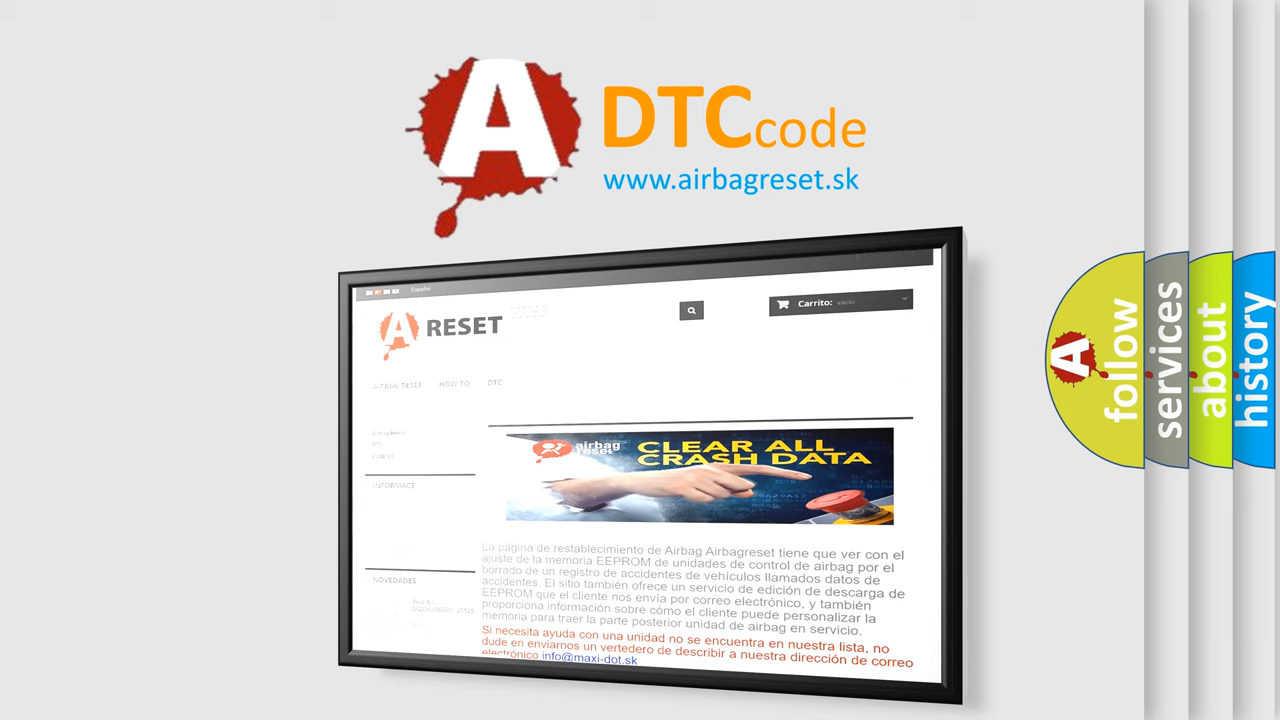 A
DTCcode
www.airbagreset.sk
Español
A RESET
Carrito: vacío
AIRBAG RESET HOW TO DTC
INFORMACE
NOVEDADES
airbag
reset
CLEAR ALL
CRASH DATA
La página de restablecimiento de Airbag Airbagreset tiene que ver con el
ajuste de la memoria EEPROM de unidades de control de airbag por el
borrado de un registro de accidentes de vehículos llamados datos de
accidentes. El sitio también ofrece un servicio de edición de descarga de
EEPROM que el cliente nos envía por correo electrónico, y también
proporciona información sobre cómo el cliente puede personalizar la
memoria para traer la parte posterior unidad de airbag en servicio.
Si necesita ayuda con una unidad no se encuentra en nuestra lista, no
dude en enviarnos un vertedero de describir a nuestra dirección de correo
electrónico info@maxi-dot.sk
A
follow
services
about
history